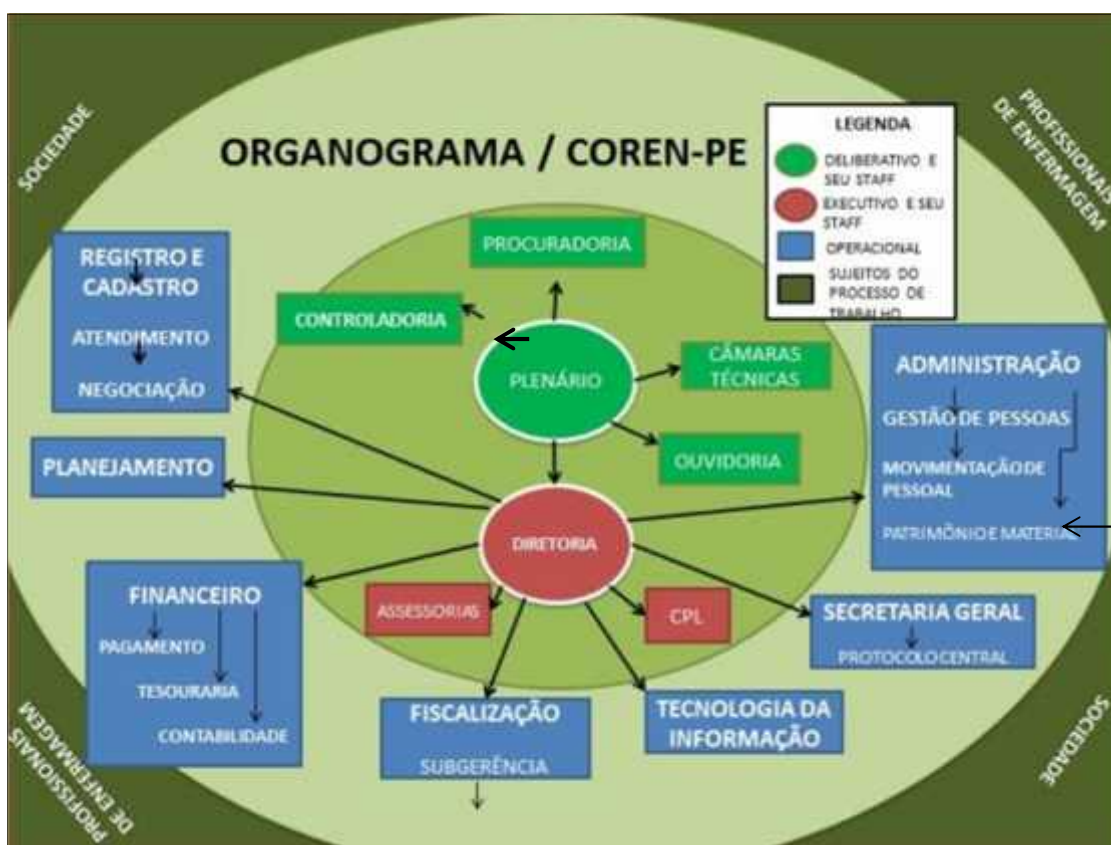 SOCIEDADE
PROFISSIONAIS
DE ENFERMAGEM
ORGANOGRAMA / COREN-PE
LEGENDA
DELIBERATIVO E
SEU STAFF
EXECUTIVO E SEU
STAFF
OPERACIONAL
SUJEITOS DO
PROCESSO DE
TRABALHO
PROCURADORIA
REGISTRO E
CADASTRO
ATENDIMENTO
NEGOCIAÇÃO
CONTROLADORIA
PLENÁRIO
CÂMARAS
TÉCNICAS
OUVIDORIA
ADMINISTRAÇÃO
GESTÃO DE PESSOAS
MOVIMENTAÇÃO DE
PESSOAL
PATRIMÔNIO E MATERIAL
PLANEJAMENTO
DIRETORIA
ASSESSORIAS
CPL
FINANCEIRO
PAGAMENTO
TESOURARIA
CONTABILIDADE
SECRETARIA GERAL
PROTOCOLO CENTRAL
FISCALIZAÇÃO
SUBGERÊNCIA
TECNOLOGIA DA
INFORMAÇÃO
PROFISSIONAIS
DE ENFERMAGEM
SOCIEDADE